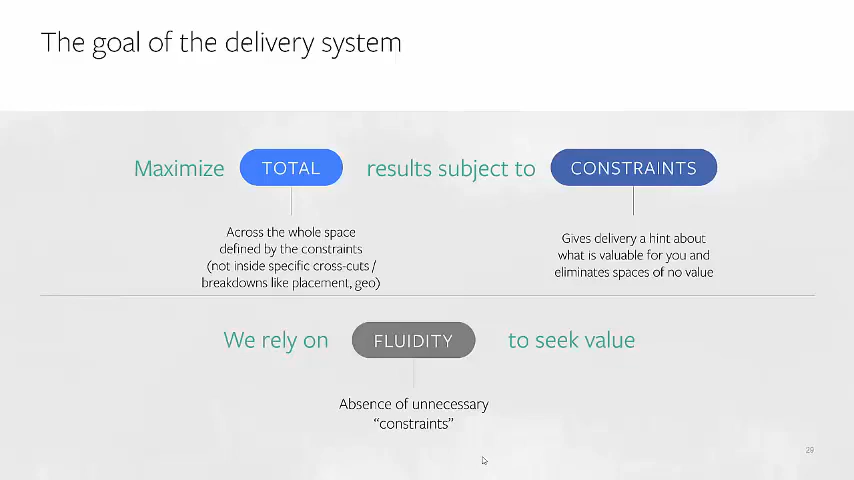 The goal of the delivery system
Maximize TOTAL results subject to CONSTRAINTS
Across the whole space
defined by the constraints
(not inside specific cross-cuts /
breakdowns like placement, geo)
Gives delivery a hint about
what is valuable for you and
eliminates spaces of no value
We rely on FLUIDITY to seek value
Absence of unnecessary
“constraints”
29